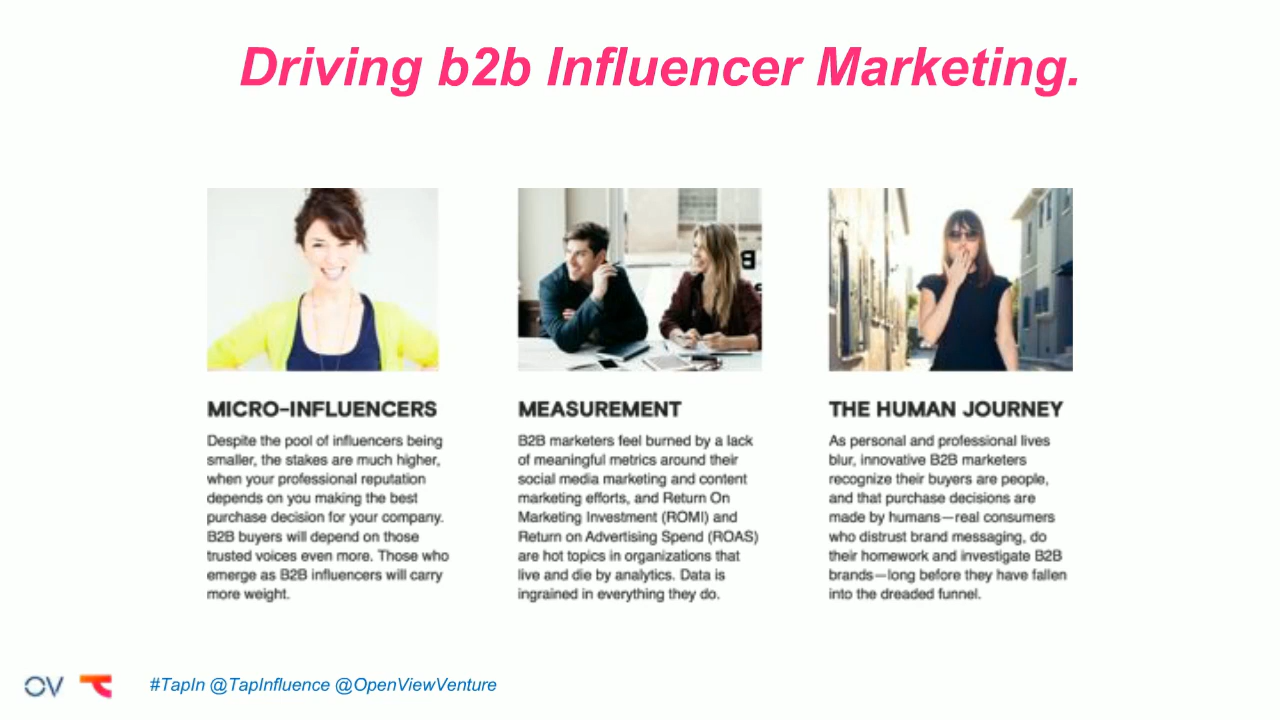 Driving b2b Influencer Marketing.
MICRO-INFLUENCERS
Despite the pool of influencers being
smaller, the stakes are much higher,
when your professional reputation
depends on you making the best
purchase decision for your company.
B2B buyers will depend on those
trusted voices even more. Those who
emerge as B2B influencers will carry
more weight.
MEASUREMENT
B2B marketers feel burned by a lack
of meaningful metrics around their
social media marketing and content
marketing efforts, and Return On
Marketing Investment (ROMI) and
Return on Advertising Spend (ROAS)
are hot topics in organizations that
live and die by analytics. Data is
ingrained in everything they do.
THE HUMAN JOURNEY
As personal and professional lives
blur, innovative B2B marketers
recognize their buyers are people,
and that purchase decisions are
made by humans—real consumers
who distrust brand messaging, do
their homework and investigate B2B
brands—long before they have fallen
into the dreaded funnel.
OV
#TapIn @TapInfluence @OpenViewVenture